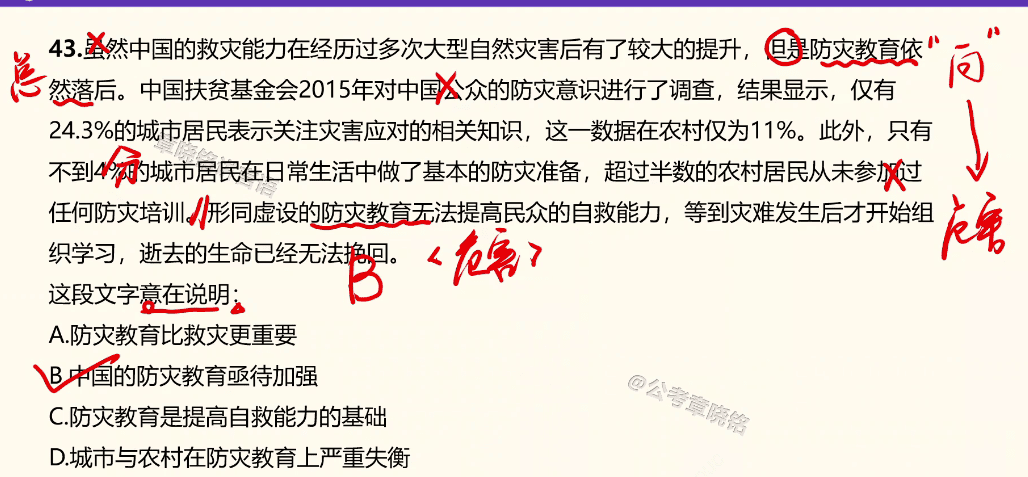 43.虽然中国的救灾能力在经历过多次大型自然灾害后有了较大的提升，但是防灾教育依
"问"
总
然落后。中国扶贫基金会2015年对中国公众的防灾意识进行了调查，结果显示，仅有
24.3%的城市居民表示关注灾害应对的相关知识，这一数据在农村仅为11%。此外，只有
章晓铭
分
不到4%的城市居民在日常生活中做了基本的防灾准备，超过半数的农村居民从未参加过
任何防灾培训。//形同虚设的防灾教育无法提高民众的自救能力，等到灾难发生后才开始组
危害
织学习，逝去的生命已经无法挽回。
<危害>
B
这段文字意在说明：
A.防灾教育比救灾更重要
B.中国的防灾教育亟待加强
C.防灾教育是提高自救能力的基础
@公考章晓铭
D.城市与农村在防灾教育上严重失衡